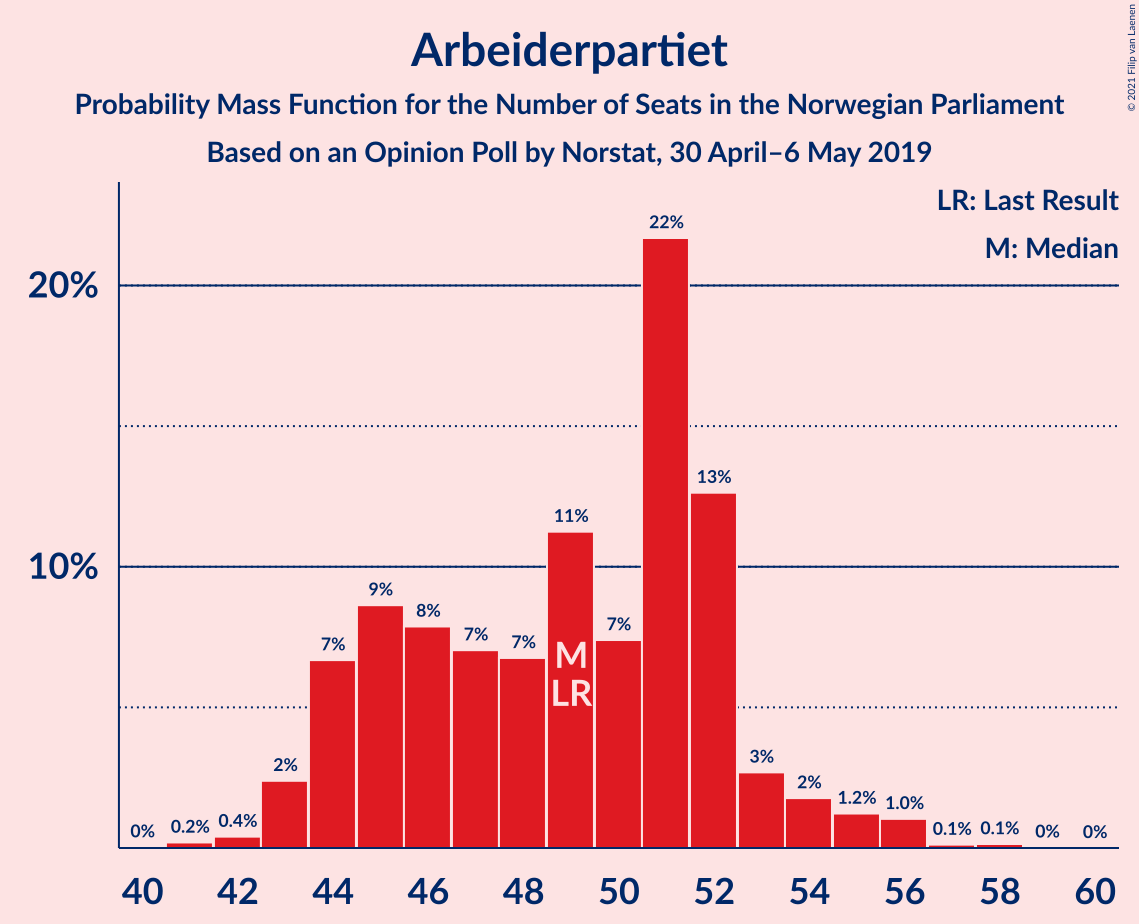 Arbeiderpartiet
Probability Mass Function for the Number of Seats in the Norwegian Parliament
Based on an Opinion Poll by Norstat, 30 April–6 May 2019
© 2021 Filip van Laenen
LR: Last Result
M: Median
20%
10%
0%
0.2%
0.4%
2%
7%
9%
8%
7%
7%
11%
7%
22%
13%
3%
2%
1.2%
1.0%
0.1%
0.1%
0%
0%
M
LR
40 42 44 46 48 50 52 54 56 58 60